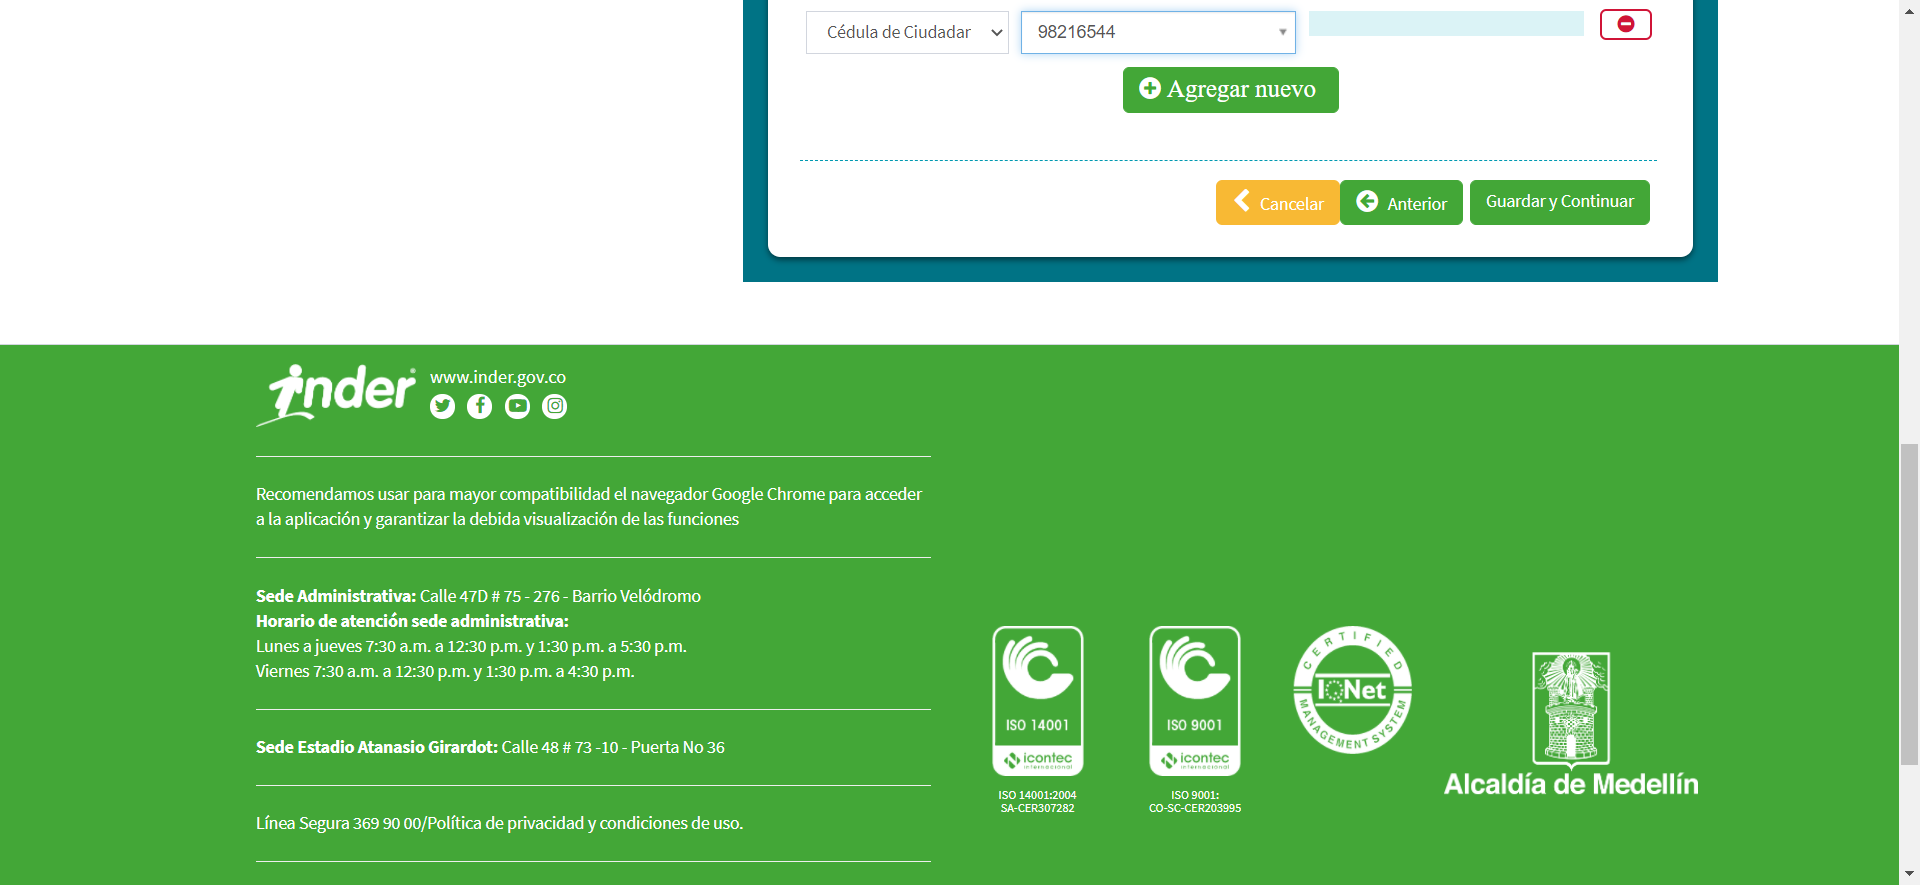 Cédula de Ciudadar
98216544
Agregar nuevo
Cancelar
Anterior
Guardar y Continuar
inder
www.inder.gov.co
Recomendamos usar para mayor compatibilidad el navegador Google Chrome para acceder
a la aplicación y garantizar la debida visualización de las funciones
Sede Administrativa: Calle 47D # 75 - 276 - Barrio Velódromo
Horario de atención sede administrativa:
Lunes a jueves 7:30 a.m. a 12:30 p.m. y 1:30 p.m. a 5:30 p.m.
Viernes 7:30 a.m. a 12:30 p.m. y 1:30 p.m. a 4:30 p.m.
Sede Estadio Atanasio Girardot: Calle 48 # 73 -10 - Puerta No 36
Línea Segura 369 90 00/Política de privacidad y condiciones de uso.
ISO 14001
icontec
internacional
ISO 14001:2004
SA-CER307282
ISO 9001
icontec
internacional
ISO 9001:
CO-SC-CER203995
CERTIFIED
IQNet
MANAGEMENT SYSTEM
Alcaldía de Medellín